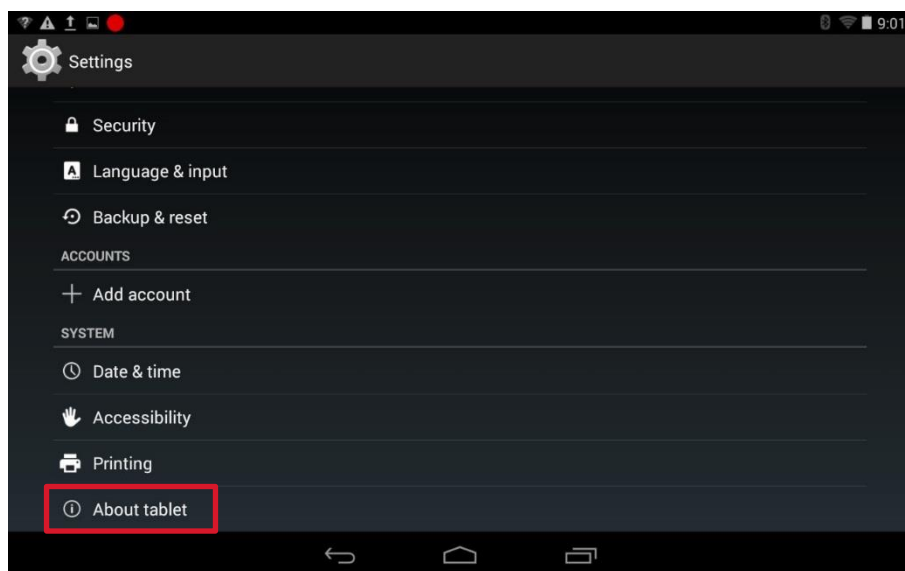 9:01
Settings
Security
Language & input
Backup & reset
ACCOUNTS
Add account
SYSTEM
Date & time
Accessibility
Printing
About tablet